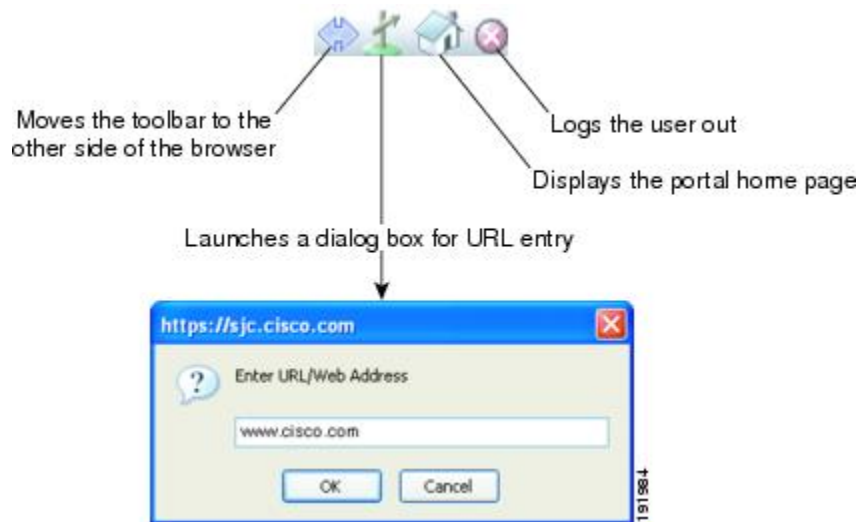 Moves the toolbar to the
other side of the browser
Logs the user out
Displays the portal home page
Launches a dialog box for URL entry
https://sjc.cisco.com
?
Enter URL/Web Address
www.cisco.com
OK
Cancel
191984